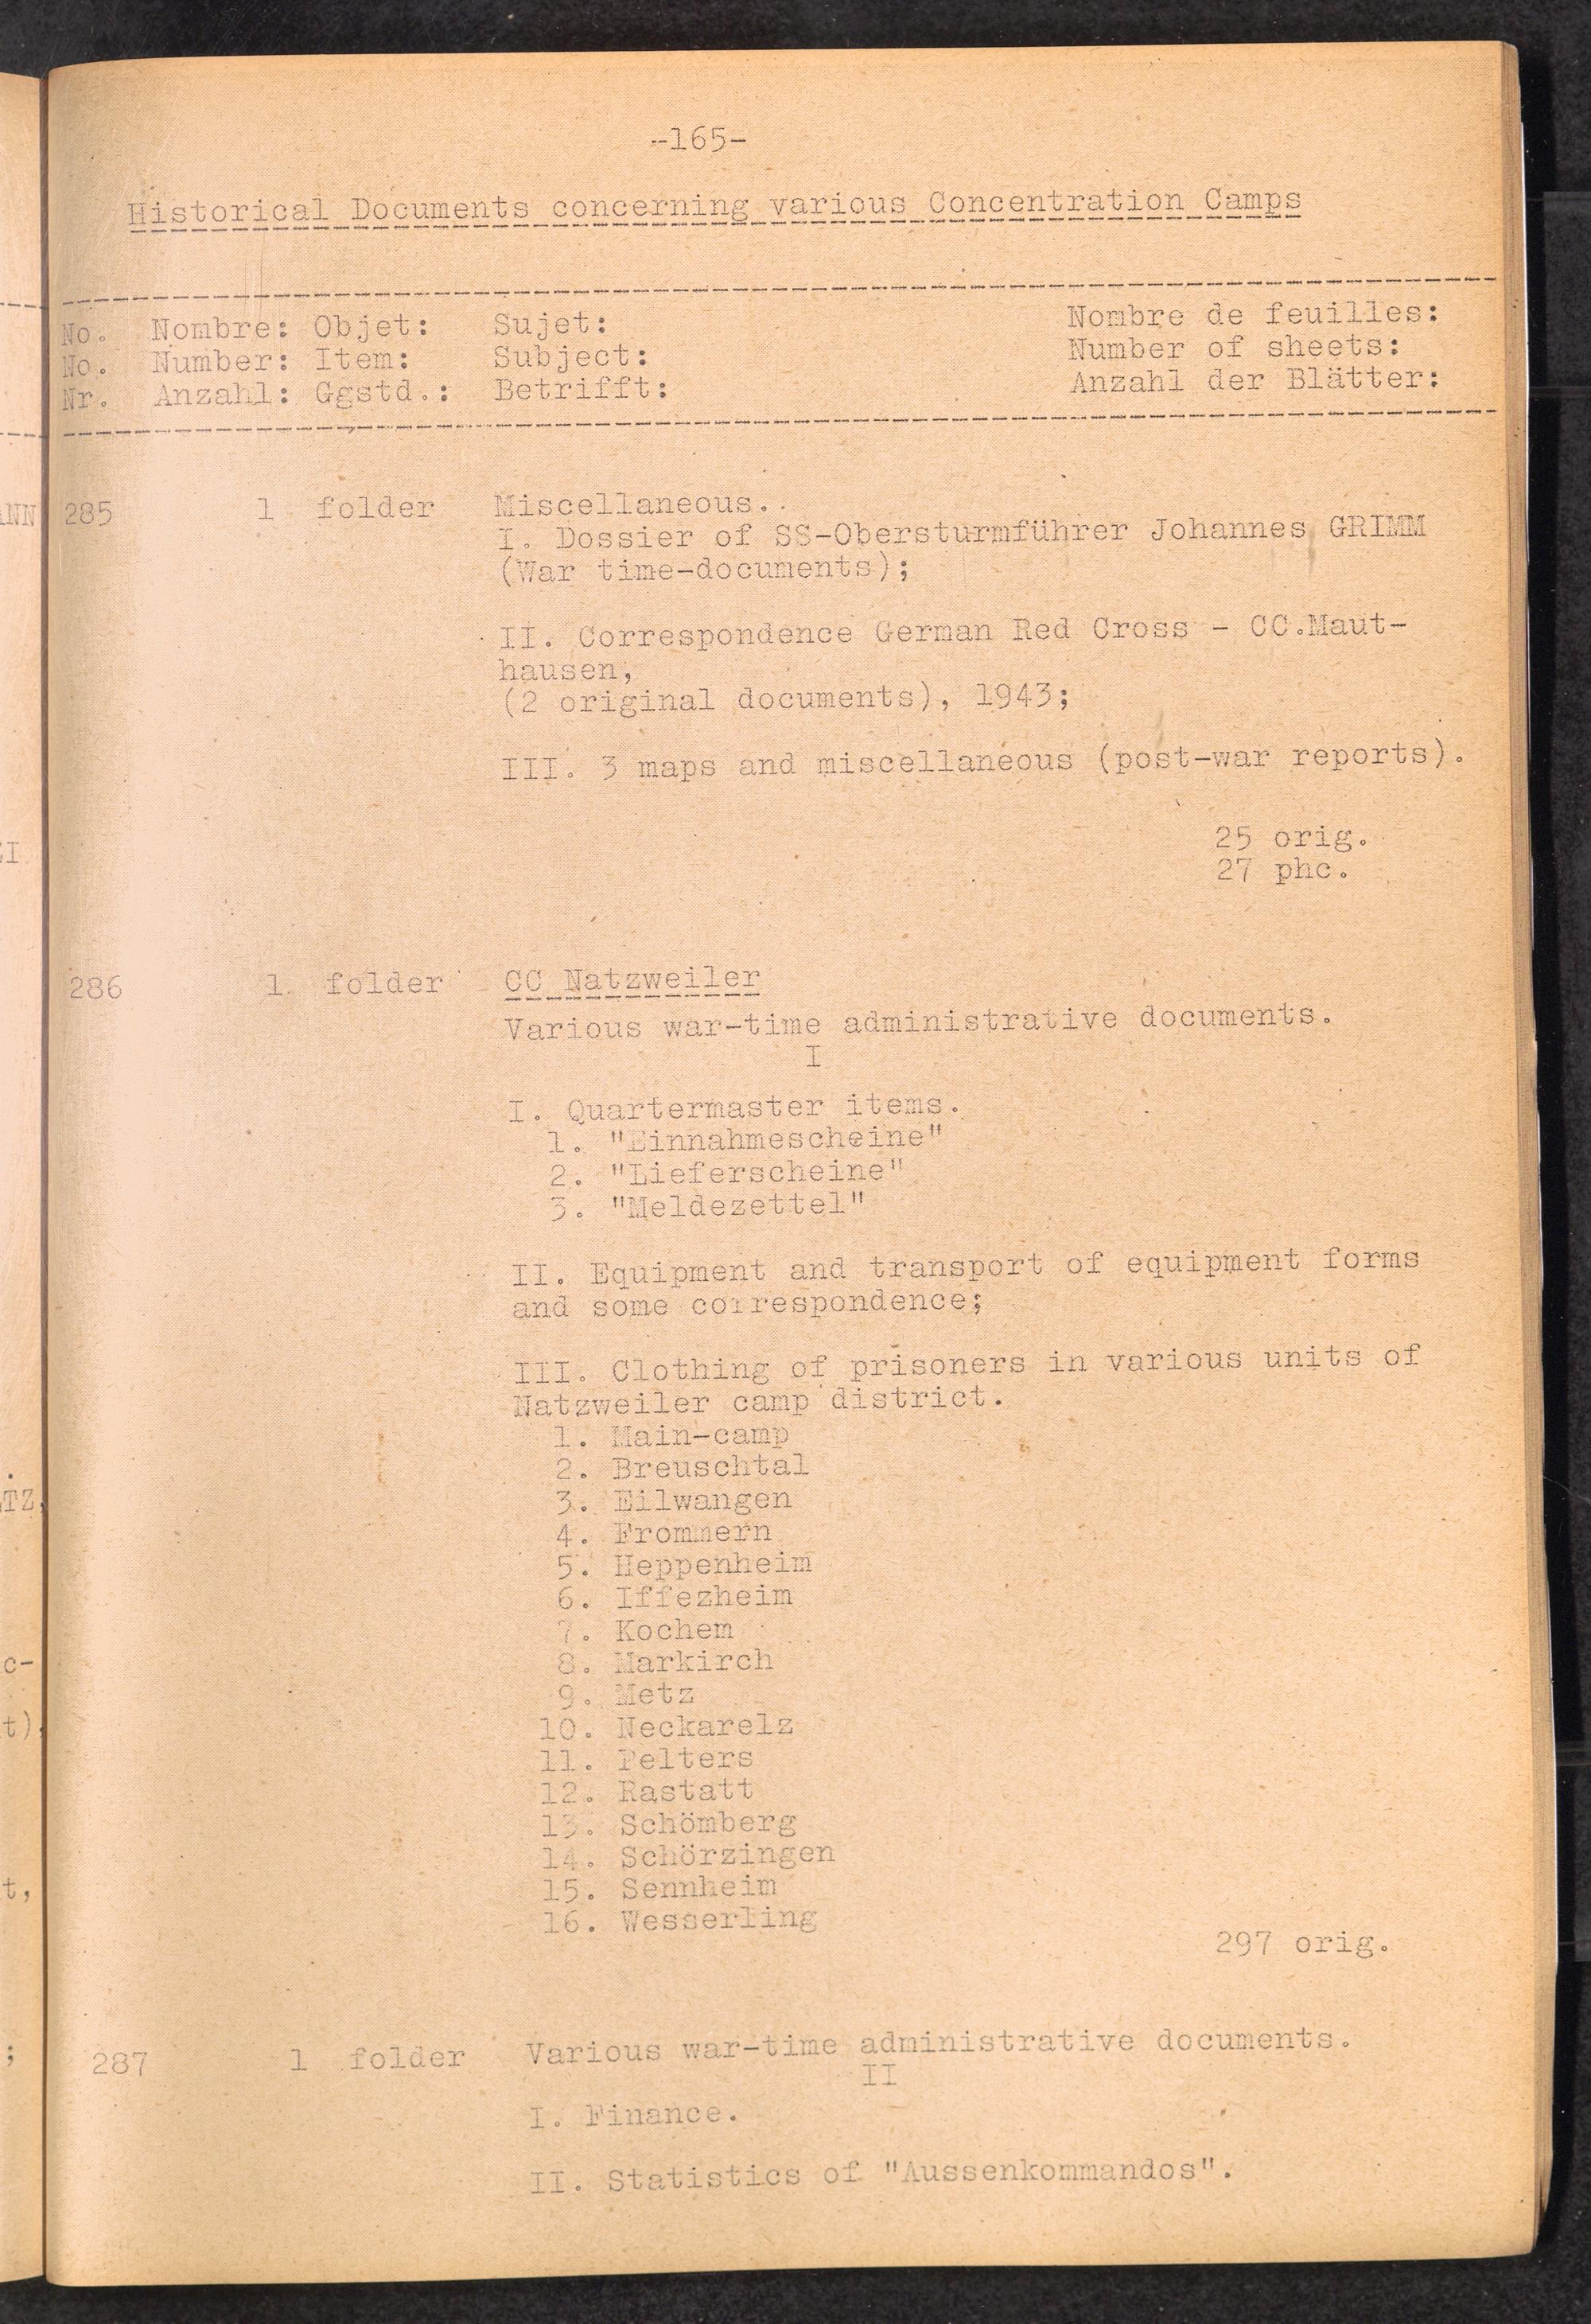 --165-
Historical Documents concerning various Concentration Camps
No. Nombre: Objet: Sujet: Nombre de feuilles:
No. Number: Item: Subject: Number of sheets:
Nr. Anzahl: Ggstd.: Betrifft: Anzahl der Blätter:
285 1 folder Miscellaneous.
I. Dossier of SS-Obersturmführer Johannes GRIMM
(War time-documents);
II. Correspondence German Red Cross - CC.Maut-
hausen,
(2 original documents), 1943;
III. 3 maps and miscellaneous (post-war reports).
25 orig.
27 phc.
286 1 folder CC Natzweiler
Various war-time administrative documents.
I
I. Quartermaster items.
1. "Einnahmescheine"
2. "Lieferscheine"
3. "Meldezettel"
II. Equipment and transport of equipment forms
and some correspondence;
III. Clothing of prisoners in various units of
Natzweiler camp district.
1. Main-camp
2. Breuschtal
3. Eilwangen
4. Frommern
5. Heppenheim
6. Iffezheim
7. Kochem
8. Markirch
9. Metz
10. Neckarelz
11. Pelters
12. Rastatt
13. Schömberg
14. Schörzingen
15. Sennheim
16. Wesserling
297 orig.
287 1 folder Various war-time administrative documents.
II
I. Finance.
II. Statistics of "Aussenkommandos".